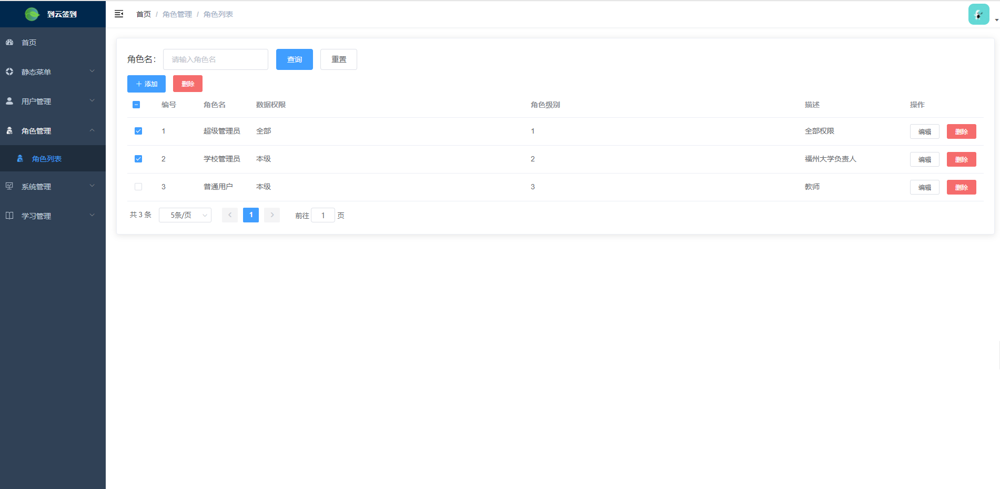 到云签到
首页 / 角色管理 / 角色列表
首页
静态菜单
用户管理
角色管理
角色列表
系统管理
学习管理
角色名： 请输入角色名 查询 重置
添加 删除
编号 角色名 数据权限 角色级别 描述 操作
1 超级管理员 全部 1 全部权限 编辑 删除
2 学校管理员 本级 2 福州大学负责人 编辑 删除
3 普通用户 本级 3 教师 编辑 删除
共 3 条 5条/页 1 前往 1 页